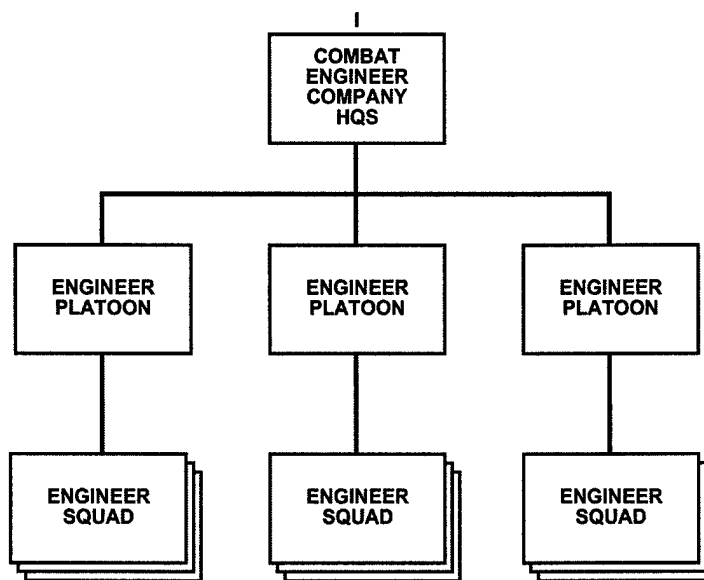 I
COMBAT
ENGINEER
COMPANY
HQS
ENGINEER
PLATOON
ENGINEER
PLATOON
ENGINEER
PLATOON
ENGINEER
SQUAD
ENGINEER
SQUAD
ENGINEER
SQUAD